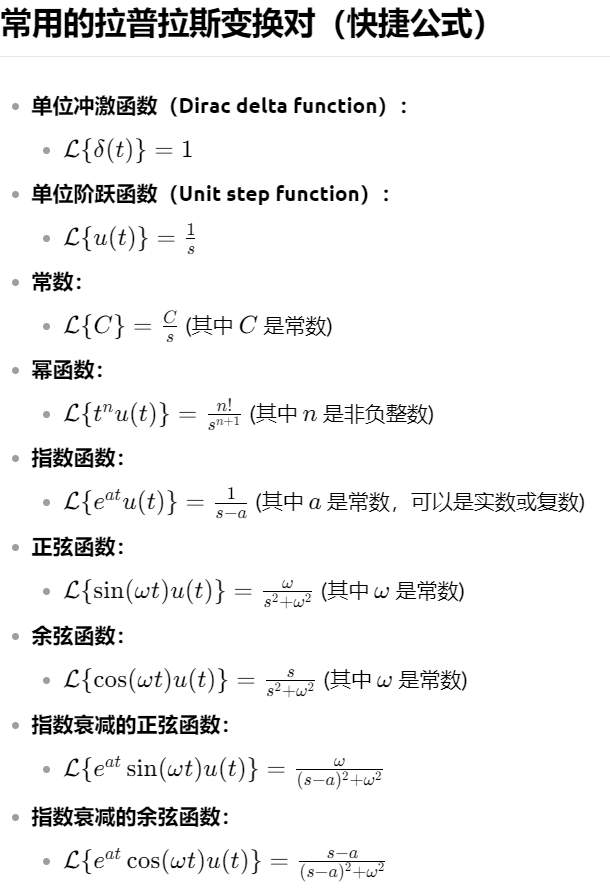 常用的拉普拉斯变换对（快捷公式）
单位冲激函数（Dirac delta function）:
$\mathcal{L}\{\delta(t)\} = 1$
单位阶跃函数（Unit step function）:
$\mathcal{L}\{u(t)\} = \frac{1}{s}$
常数:
$\mathcal{L}\{C\} = \frac{C}{s}$ (其中 $C$ 是常数)
幂函数:
$\mathcal{L}\{t^n u(t)\} = \frac{n!}{s^{n+1}}$ (其中 $n$ 是非负整数)
指数函数:
$\mathcal{L}\{e^{at} u(t)\} = \frac{1}{s-a}$ (其中 $a$ 是常数，可以是实数或复数)
正弦函数:
$\mathcal{L}\{\sin(\omega t) u(t)\} = \frac{\omega}{s^2+\omega^2}$ (其中 $\omega$ 是常数)
余弦函数:
$\mathcal{L}\{\cos(\omega t) u(t)\} = \frac{s}{s^2+\omega^2}$ (其中 $\omega$ 是常数)
指数衰减的正弦函数:
$\mathcal{L}\{e^{at} \sin(\omega t) u(t)\} = \frac{\omega}{(s-a)^2+\omega^2}$
指数衰减的余弦函数:
$\mathcal{L}\{e^{at} \cos(\omega t) u(t)\} = \frac{s-a}{(s-a)^2+\omega^2}$